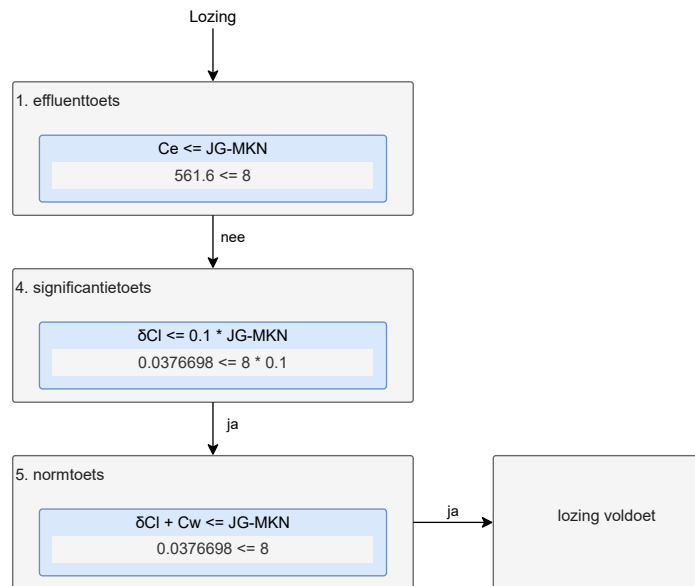 Lozing
1. effluenttoets
Ce <= JG-MKN
561.6 <= 8
nee
4. significantietoets
δCl <= 0.1 * JG-MKN
0.0376698 <= 8 * 0.1
ja
5. normtoets
δCl + Cw <= JG-MKN
0.0376698 <= 8
ja
lozing voldoet